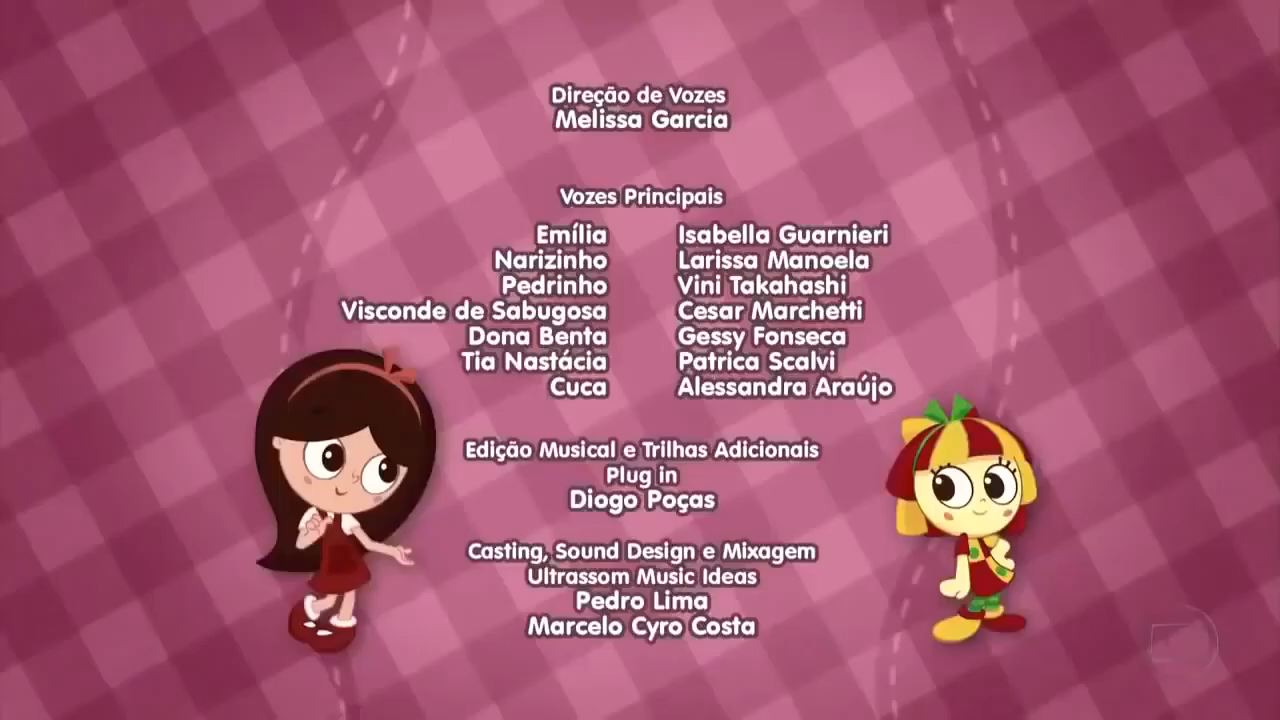 Direção de Vozes
Melissa Garcia
Vozes Principais
Emília Isabella Guarnieri
Narizinho Larissa Manoela
Pedrinho Vini Takahashi
Visconde de Sabugosa Cesar Marchetti
Dona Benta Gessy Fonseca
Tia Nastácia Patrica Scalvi
Cuca Alessandra Araújo
Edição Musical e Trilhas Adicionais
Plug in
Diogo Poças
Casting, Sound Design e Mixagem
Ultrassom Music Ideas
Pedro Lima
Marcelo Cyro Costa